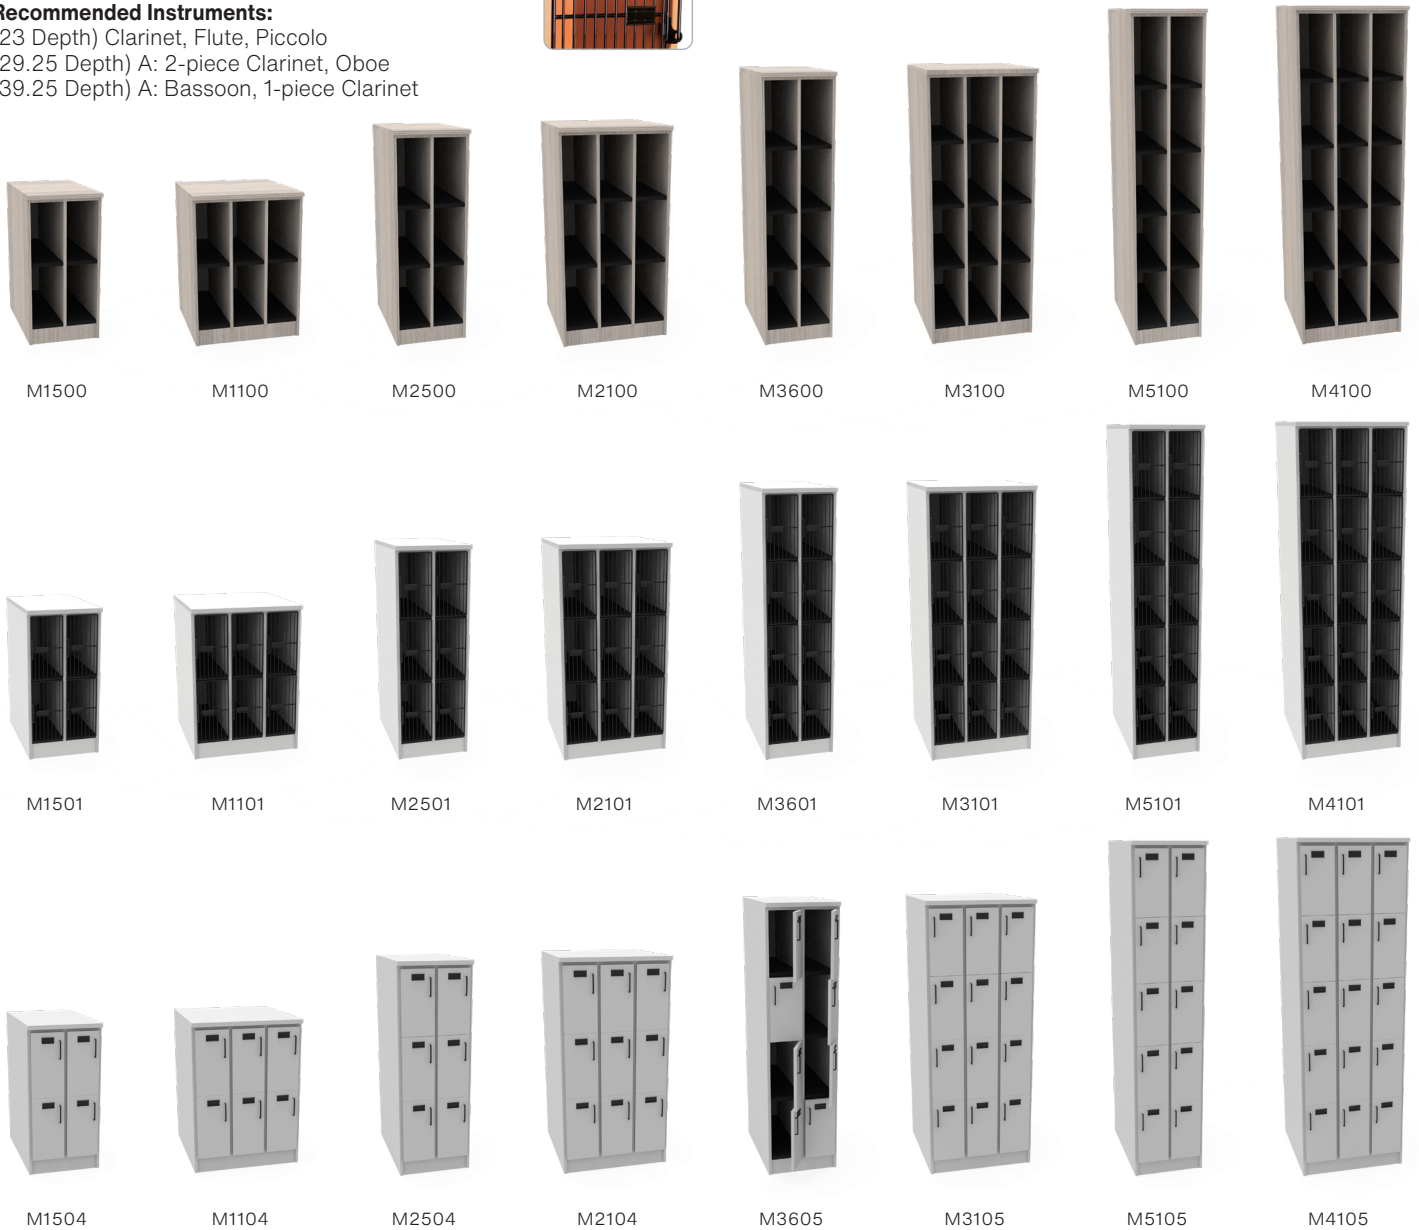 Recommended Instruments:
23 Depth) Clarinet, Flute, Piccolo
29.25 Depth) A: 2-piece Clarinet, Oboe
39.25 Depth) A: Bassoon, 1-piece Clarinet
M1500 M1100 M2500 M2100 M3600 M3100 M5100 M4100
M1501 M1101 M2501 M2101 M3601 M3101 M5101 M4101
M1504 M1104 M2504 M2104 M3605 M3105 M5105 M4105